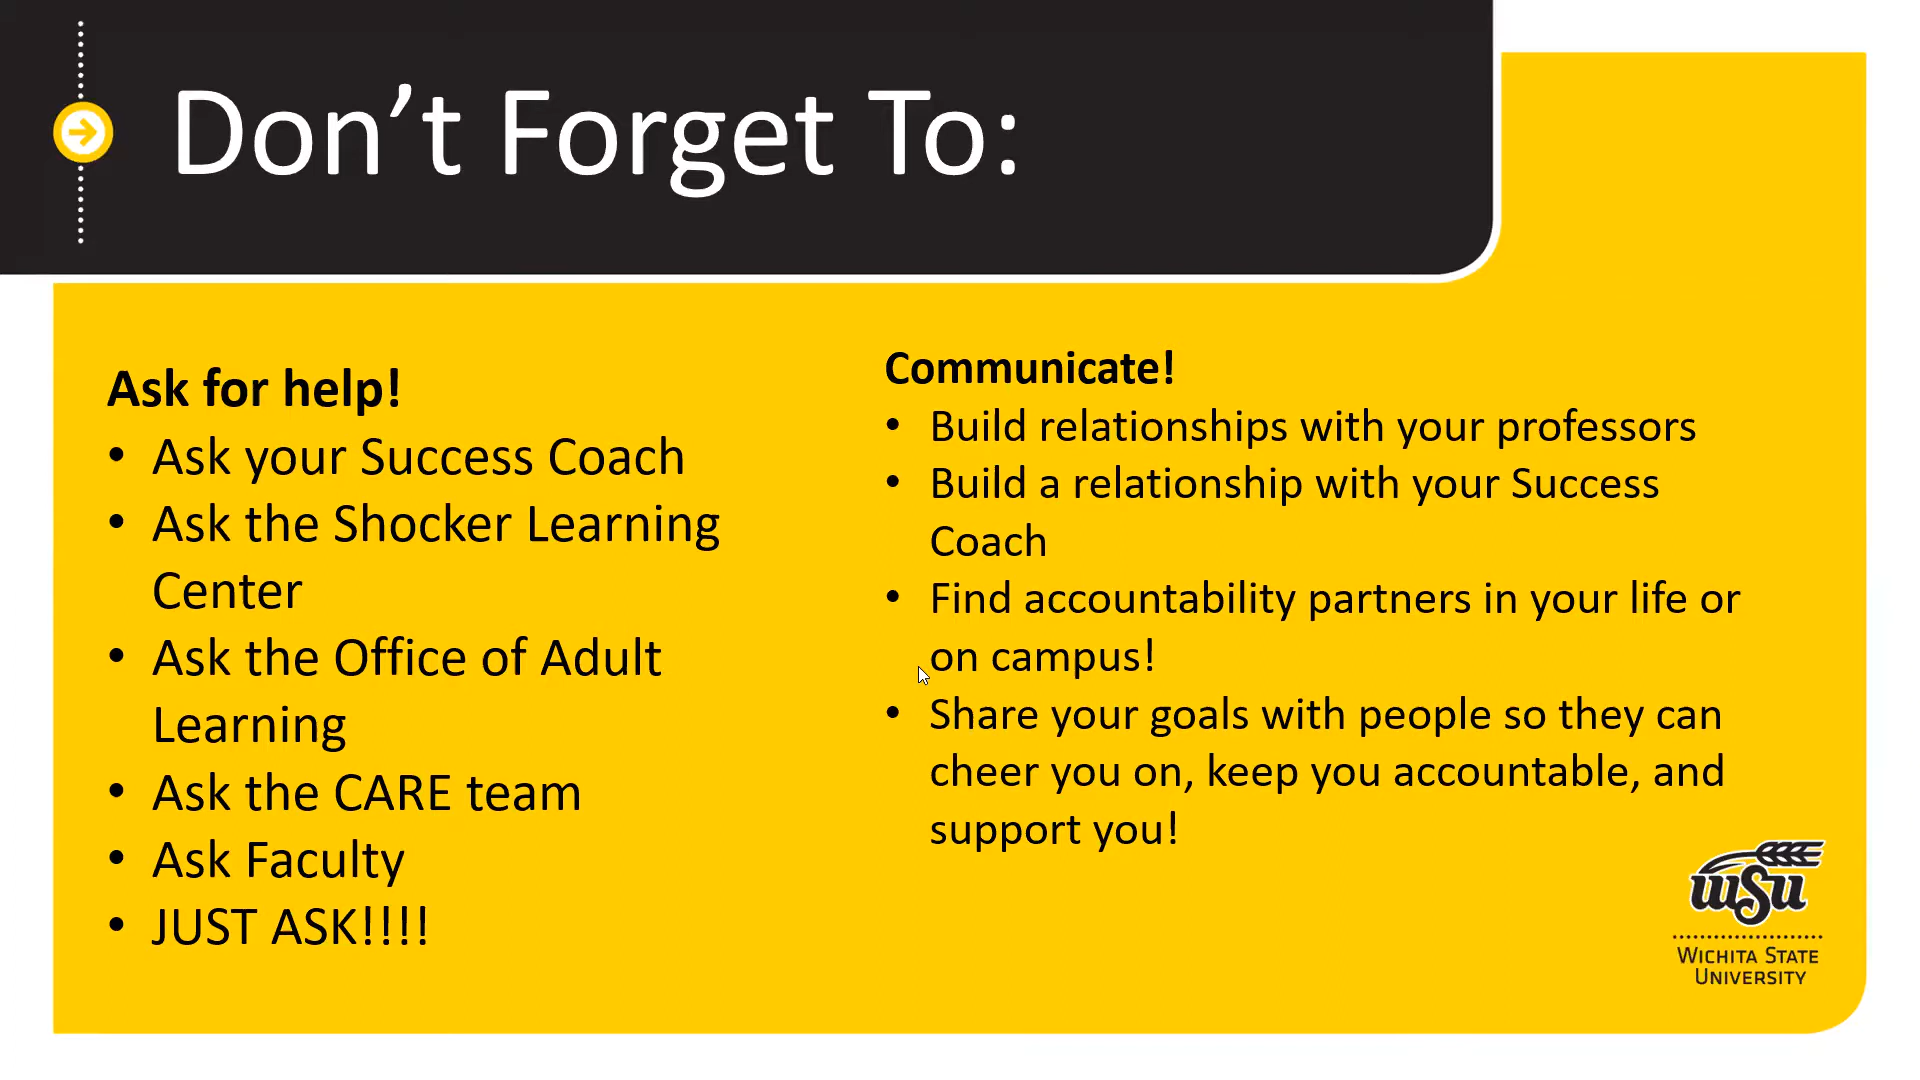 Don’t Forget To:
Ask for help!
• Ask your Success Coach
• Ask the Shocker Learning
Center
• Ask the Office of Adult
Learning
• Ask the CARE team
• Ask Faculty
• JUST ASK!!!!
Communicate!
• Build relationships with your professors
• Build a relationship with your Success
Coach
• Find accountability partners in your life or
on campus!
• Share your goals with people so they can
cheer you on, keep you accountable, and
support you!
WSU
WICHITA STATE
UNIVERSITY